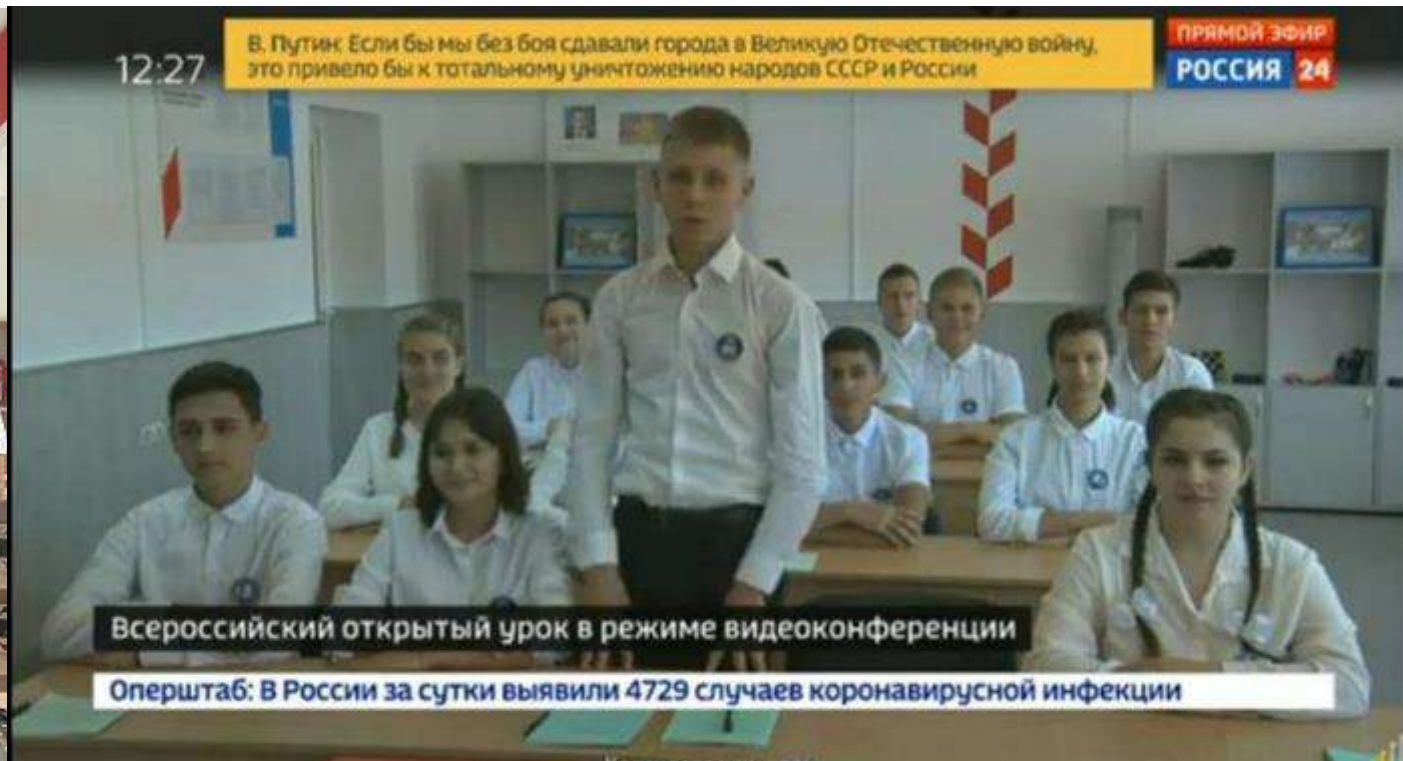 12:27
В. Путин: Если бы мы без боя сдавали города в Великую Отечественную войну,
это привело бы к тотальному уничтожению народов СССР и России
ПРЯМОЙ ЭФИР
РОССИЯ 24
Всероссийский открытый урок в режиме видеоконференции
Оперштаб: В России за сутки выявили 4729 случаев коронавирусной инфекции